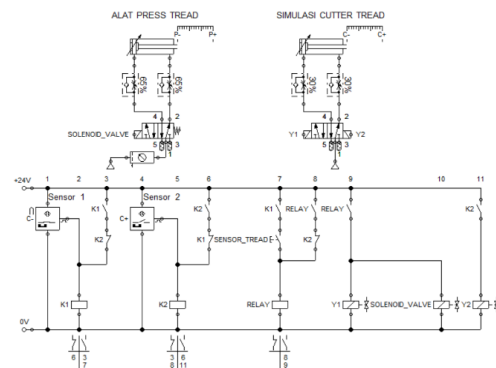 ALAT PRESS TREAD SIMULASI CUTTER TREAD
P- P+ C- C+
65% 65% 30% 30%
4 2 4 2
SOLENOID_VALVE Y1 Y2
5 3 5 3
1 1
+24V 1 2 3 4 5 6 7 8 9 10 11
Sensor 1 K1 Sensor 2 K2 K1 RELAY RELAY K2
C- C+
K2 K1 SENSOR_TREAD K2
K1 K2 RELAY Y1 SOLENOID_VALVE Y2
0V
6 3 3 6 8
7 8 11 9